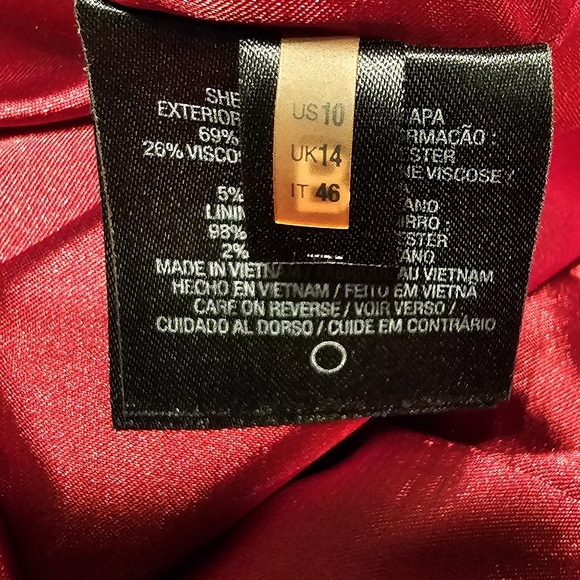 US 10
UK 14
IT 46
SHE
EXTERIOR
69%
26% VISCOS
5%
LININ
98%
2%
APA
RMAÇÃO :
ESTER
NE VISCOSE /
ANO
RRO :
ESTER
ANO
MADE IN VIETNAM / AU VIETNAM
HECHO EN VIETNAM / FEITO EM VIETNÃ
CARE ON REVERSE / VOIR VERSO /
CUIDADO AL DORSO / CUIDE EM CONTRÁRIO